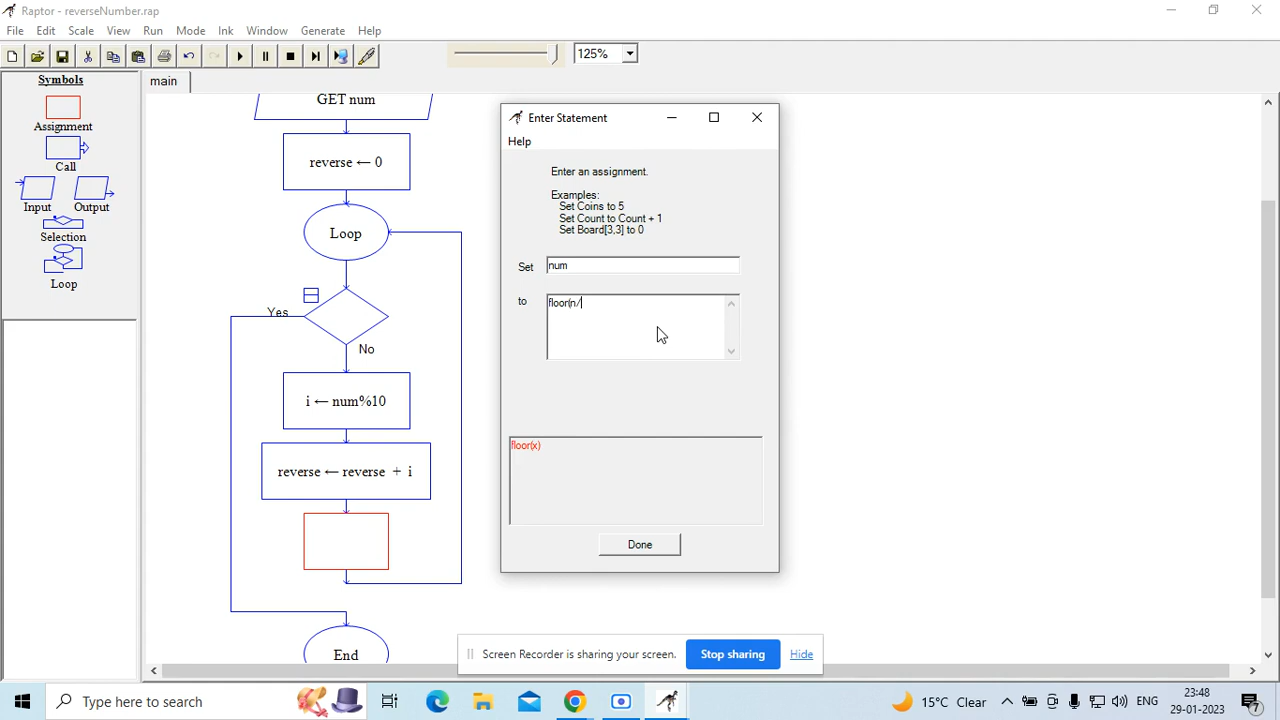 Raptor - reverseNumber.rap
File Edit Scale View Run Mode Ink Window Generate Help
125%
Symbols
Assignment
Call
Input Output
Selection
Loop
main
GET num
reverse ← 0
Loop
Yes
No
i ← num%10
reverse ← reverse + i
End
Enter Statement
Help
Enter an assignment.
Examples:
Set Coins to 5
Set Count to Count + 1
Set Board[3,3] to 0
Set num
to floor(n/
floor(x)
Done
Screen Recorder is sharing your screen. Stop sharing Hide
Type here to search
15°C Clear
ENG
23:48
29-01-2023
7